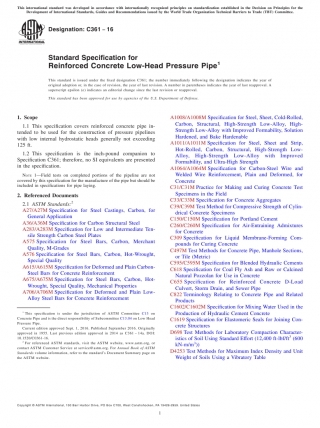 This international standard was developed in accordance with internationally recognized principles on standardization established in the Decision on Principles for the
Development of International Standards, Guides and Recommendations issued by the World Trade Organization Technical Barriers to Trade (TBT) Committee.
Designation: C361 − 16
Standard Specification for
Reinforced Concrete Low-Head Pressure Pipe1
This standard is issued under the fixed designation C361; the number immediately following the designation indicates the year of
original adoption or, in the case of revision, the year of last revision. A number in parentheses indicates the year of last reapproval. A
superscript epsilon (ε) indicates an editorial change since the last revision or reapproval.
This standard has been approved for use by agencies of the U.S. Department of Defense.
1. Scope
1.1 This specification covers reinforced concrete pipe in-
tended to be used for the construction of pressure pipelines
with low internal hydrostatic heads generally not exceeding
125 ft.
1.2 This specification is the inch-pound companion to
Specification C361M; therefore, no SI equivalents are presented
in the specification.
NOTE 1—Field tests on completed portions of the pipeline are not
covered by this specification for the manufacture of the pipe but should be
included in specifications for pipe laying.
2. Referenced Documents
2.1 ASTM Standards:2
A27/A27M Specification for Steel Castings, Carbon, for
General Application
A36/A36M Specification for Carbon Structural Steel
A283/A283M Specification for Low and Intermediate Ten-
sile Strength Carbon Steel Plates
A575 Specification for Steel Bars, Carbon, Merchant
Quality, M-Grades
A576 Specification for Steel Bars, Carbon, Hot-Wrought,
Special Quality
A615/A615M Specification for Deformed and Plain Carbon-
Steel Bars for Concrete Reinforcement
A675/A675M Specification for Steel Bars, Carbon, Hot-
Wrought, Special Quality, Mechanical Properties
A706/A706M Specification for Deformed and Plain Low-
Alloy Steel Bars for Concrete Reinforcement
1 This specification is under the jurisdiction of ASTM Committee C13 on
Concrete Pipe and is the direct responsibility of Subcommittee C13.04 on Low Head
Pressure Pipe.
Current edition approved Sept. 1, 2016. Published September 2016. Originally
approved in 1955. Last previous edition approved in 2014 as C361 – 14. DOI:
10.1520/C0361-16.
2 For referenced ASTM standards, visit the ASTM website, www.astm.org, or
contact ASTM Customer Service at service@astm.org. For Annual Book of ASTM
Standards volume information, refer to the standard's Document Summary page on
the ASTM website.
A1008/A1008M Specification for Steel, Sheet, Cold-Rolled,
Carbon, Structural, High-Strength Low-Alloy, High-
Strength Low-Alloy with Improved Formability, Solution
Hardened, and Bake Hardenable
A1011/A1011M Specification for Steel, Sheet and Strip,
Hot-Rolled, Carbon, Structural, High-Strength Low-
Alloy, High-Strength Low-Alloy with Improved
Formability, and Ultra-High Strength
A1064/A1064M Specification for Carbon-Steel Wire and
Welded Wire Reinforcement, Plain and Deformed, for
Concrete
C31/C31M Practice for Making and Curing Concrete Test
Specimens in the Field
C33/C33M Specification for Concrete Aggregates
C39/C39M Test Method for Compressive Strength of Cylin-
drical Concrete Specimens
C150/C150M Specification for Portland Cement
C260/C260M Specification for Air-Entraining Admixtures
for Concrete
C309 Specification for Liquid Membrane-Forming Com-
pounds for Curing Concrete
C497M Test Methods for Concrete Pipe, Manhole Sections,
or Tile (Metric)
C595/C595M Specification for Blended Hydraulic Cements
C618 Specification for Coal Fly Ash and Raw or Calcined
Natural Pozzolan for Use in Concrete
C655 Specification for Reinforced Concrete D-Load
Culvert, Storm Drain, and Sewer Pipe
C822 Terminology Relating to Concrete Pipe and Related
Products
C1602/C1602M Specification for Mixing Water Used in the
Production of Hydraulic Cement Concrete
C1619 Specification for Elastomeric Seals for Joining Con-
crete Structures
D698 Test Methods for Laboratory Compaction Character-
istics of Soil Using Standard Effort (12,400 ft-lbf/ft3 (600
kN-m/m3))
D4253 Test Methods for Maximum Density and Unit
Weight of Soils Using a Vibratory Table
Copyright © ASTM International, 100 Barr Harbor Drive, PO Box C700, West Conshohocken, PA 19428-2959. United States
1